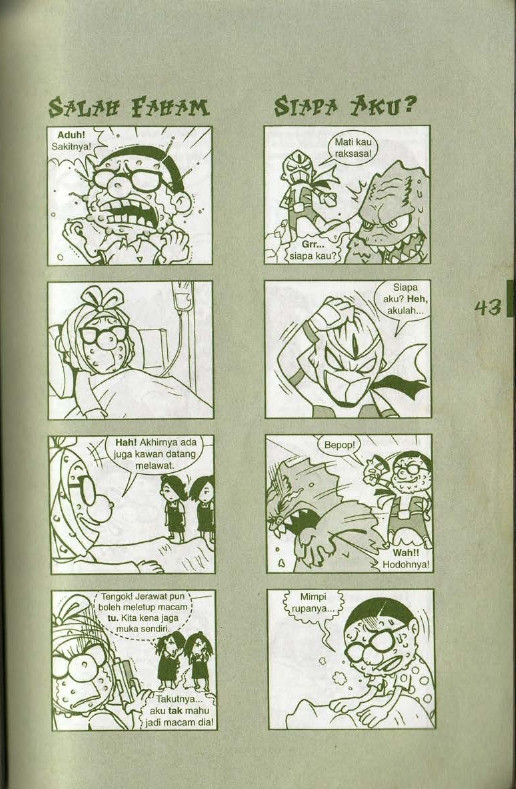 SALAH FAHAM
Aduh!
Sakitnya!
Hah! Akhirnya ada
juga kawan datang
melawat.
Tengok! Jerawat pun
boleh meletup macam
tu. Kita kena jaga
muka sendiri.
Takutnya...
aku tak mahu
jadi macam dia!
SIAPA AKU?
Mati kau
raksasa!
Grr...
siapa kau?
Siapa
aku? Heh,
akulah...
Bepop!
Wah!!
Hodohnya!
Mimpi
rupanya...
43